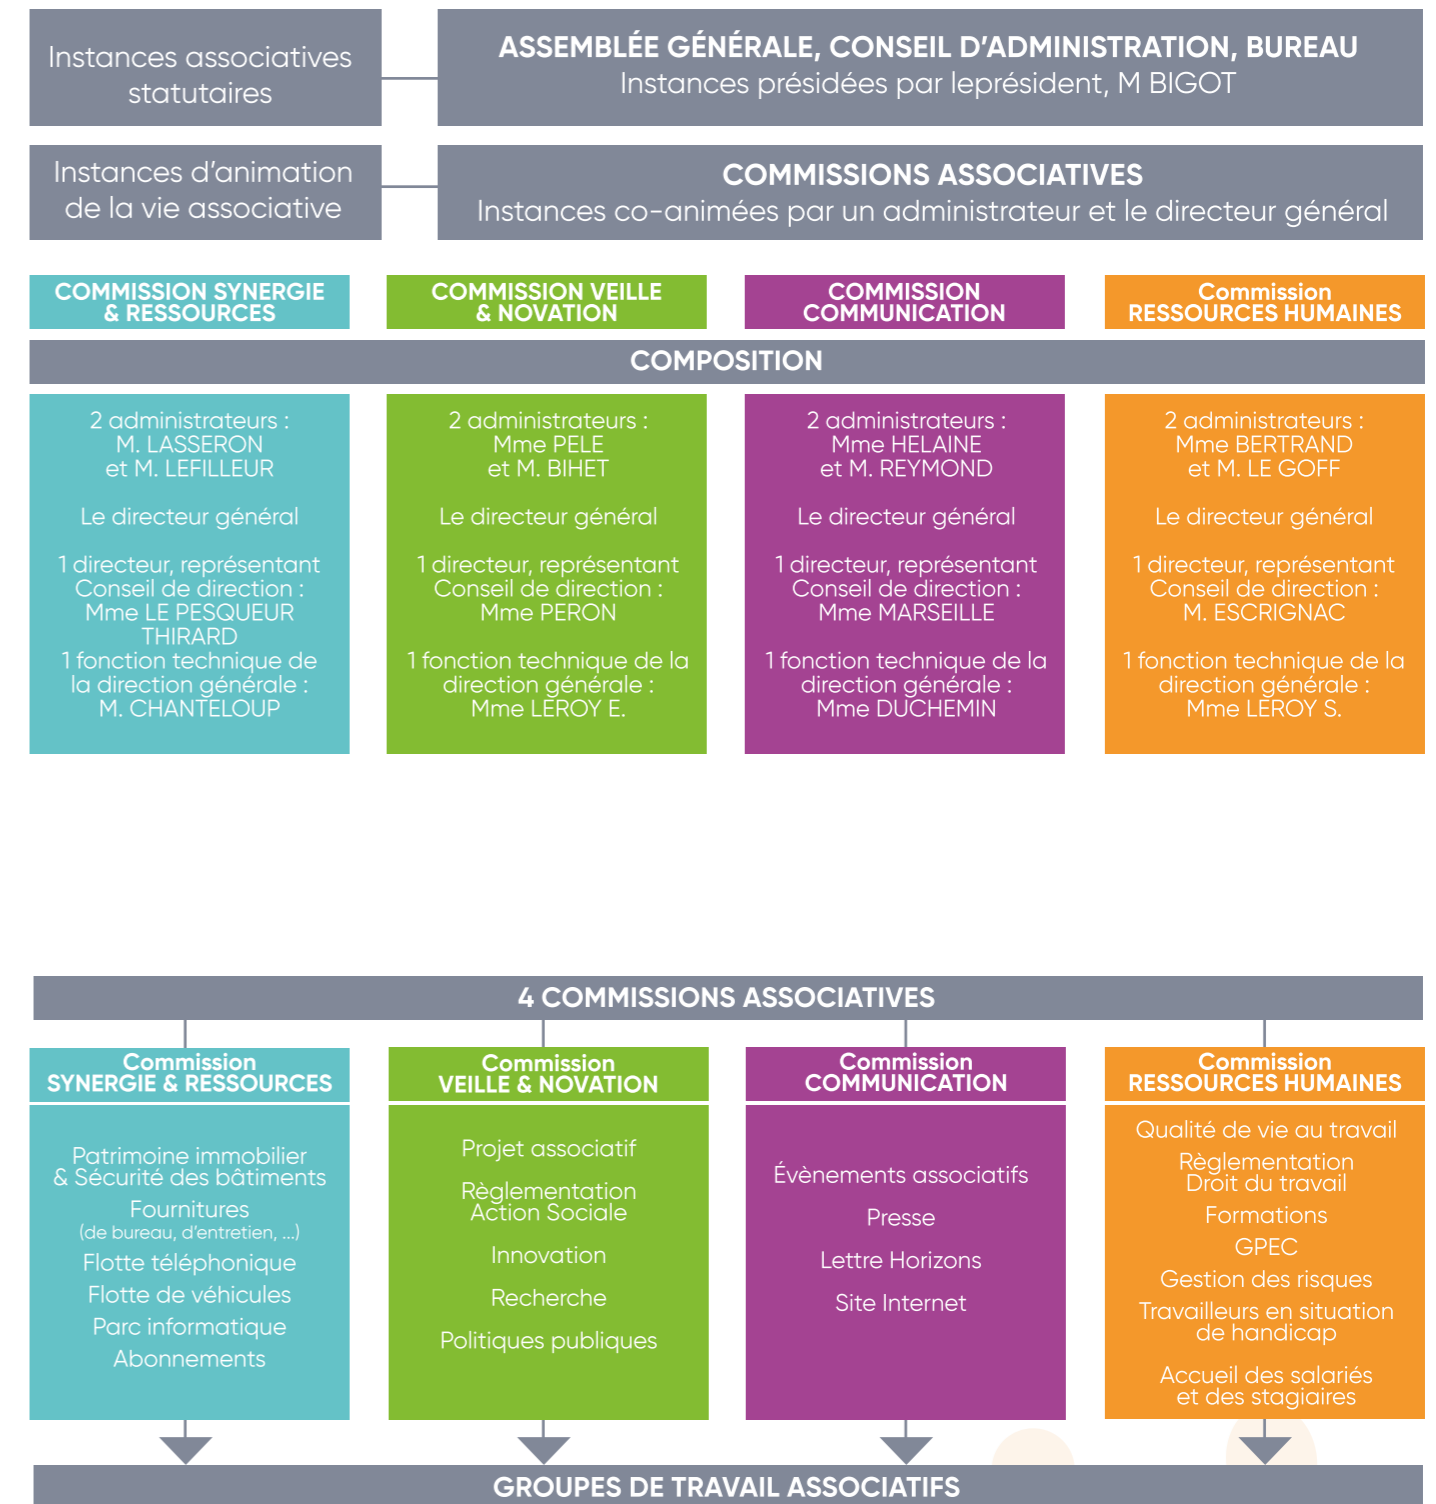 Instances associatives
statutaires
ASSEMBLÉE GÉNÉRALE, CONSEIL D'ADMINISTRATION, BUREAU
Instances présidées par leprésident, M BIGOT
Instances d'animation
de la vie associative
COMMISSIONS ASSOCIATIVES
Instances co-animées par un administrateur et le directeur général
COMMISSION SYNERGIE
& RESSOURCES
COMMISSION VEILLE
& NOVATION
COMMISSION
COMMUNICATION
Commission
RESSOURCES HUMAINES
COMPOSITION
2 administrateurs :
M. LASSERON
et M. LEFILLEUR
Le directeur général
1 directeur, représentant
Conseil de direction :
Mme LE PESQUEUR
THIRARD
1 fonction technique de
la direction générale :
M. CHANTELOUP
2 administrateurs :
Mme PELE
et M. BIHET
Le directeur général
1 directeur, représentant
Conseil de direction :
Mme PERON
1 fonction technique de la
direction générale :
Mme LEROY E.
2 administrateurs :
Mme HELAINE
et M. REYMOND
Le directeur général
1 directeur, représentant
Conseil de direction :
Mme MARSEILLE
1 fonction technique de la
direction générale :
Mme DUCHEMIN
2 administrateurs :
Mme BERTRAND
et M. LE GOFF
Le directeur général
1 directeur, représentant
Conseil de direction :
M. ESCRIGNAC
1 fonction technique de la
direction générale :
Mme LEROY S.
4 COMMISSIONS ASSOCIATIVES
Commission
SYNERGIE & RESSOURCES
Patrimoine immobilier
& Sécurité des bâtiments
Fournitures
(de bureau, d'entretien, ...)
Flotte téléphonique
Flotte de véhicules
Parc informatique
Abonnements
Commission
VEILLE & NOVATION
Projet associatif
Règlementation
Action Sociale
Innovation
Recherche
Politiques publiques
Commission
COMMUNICATION
Évènements associatifs
Presse
Lettre Horizons
Site Internet
Commission
RESSOURCES HUMAINES
Qualité de vie au travail
Règlementation
Droit du travail
Formations
GPEC
Gestion des risques
Travailleurs en situation
de handicap
Accueil des salariés
et des stagiaires
GROUPES DE TRAVAIL ASSOCIATIFS